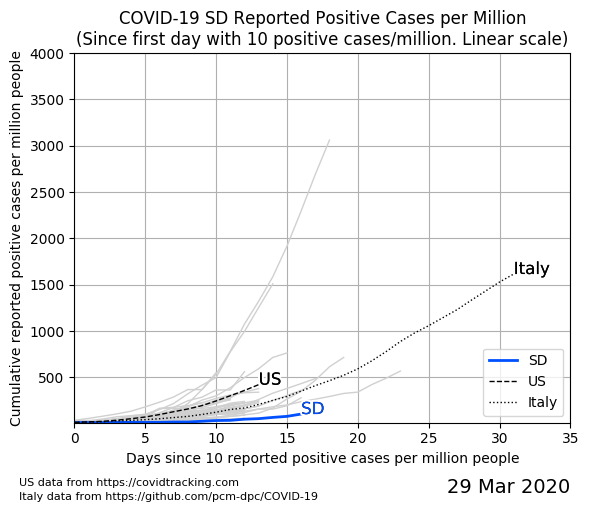 COVID-19 SD Reported Positive Cases per Million
(Since first day with 10 positive cases/million. Linear scale)
Cumulative reported positive cases per million people
4000
3500
3000
2500
2000
1500
1000
500
Italy
US
SD
SD
US
Italy
0 5 10 15 20 25 30 35
Days since 10 reported positive cases per million people
US data from https://covidtracking.com
Italy data from https://github.com/pcm-dpc/COVID-19
29 Mar 2020